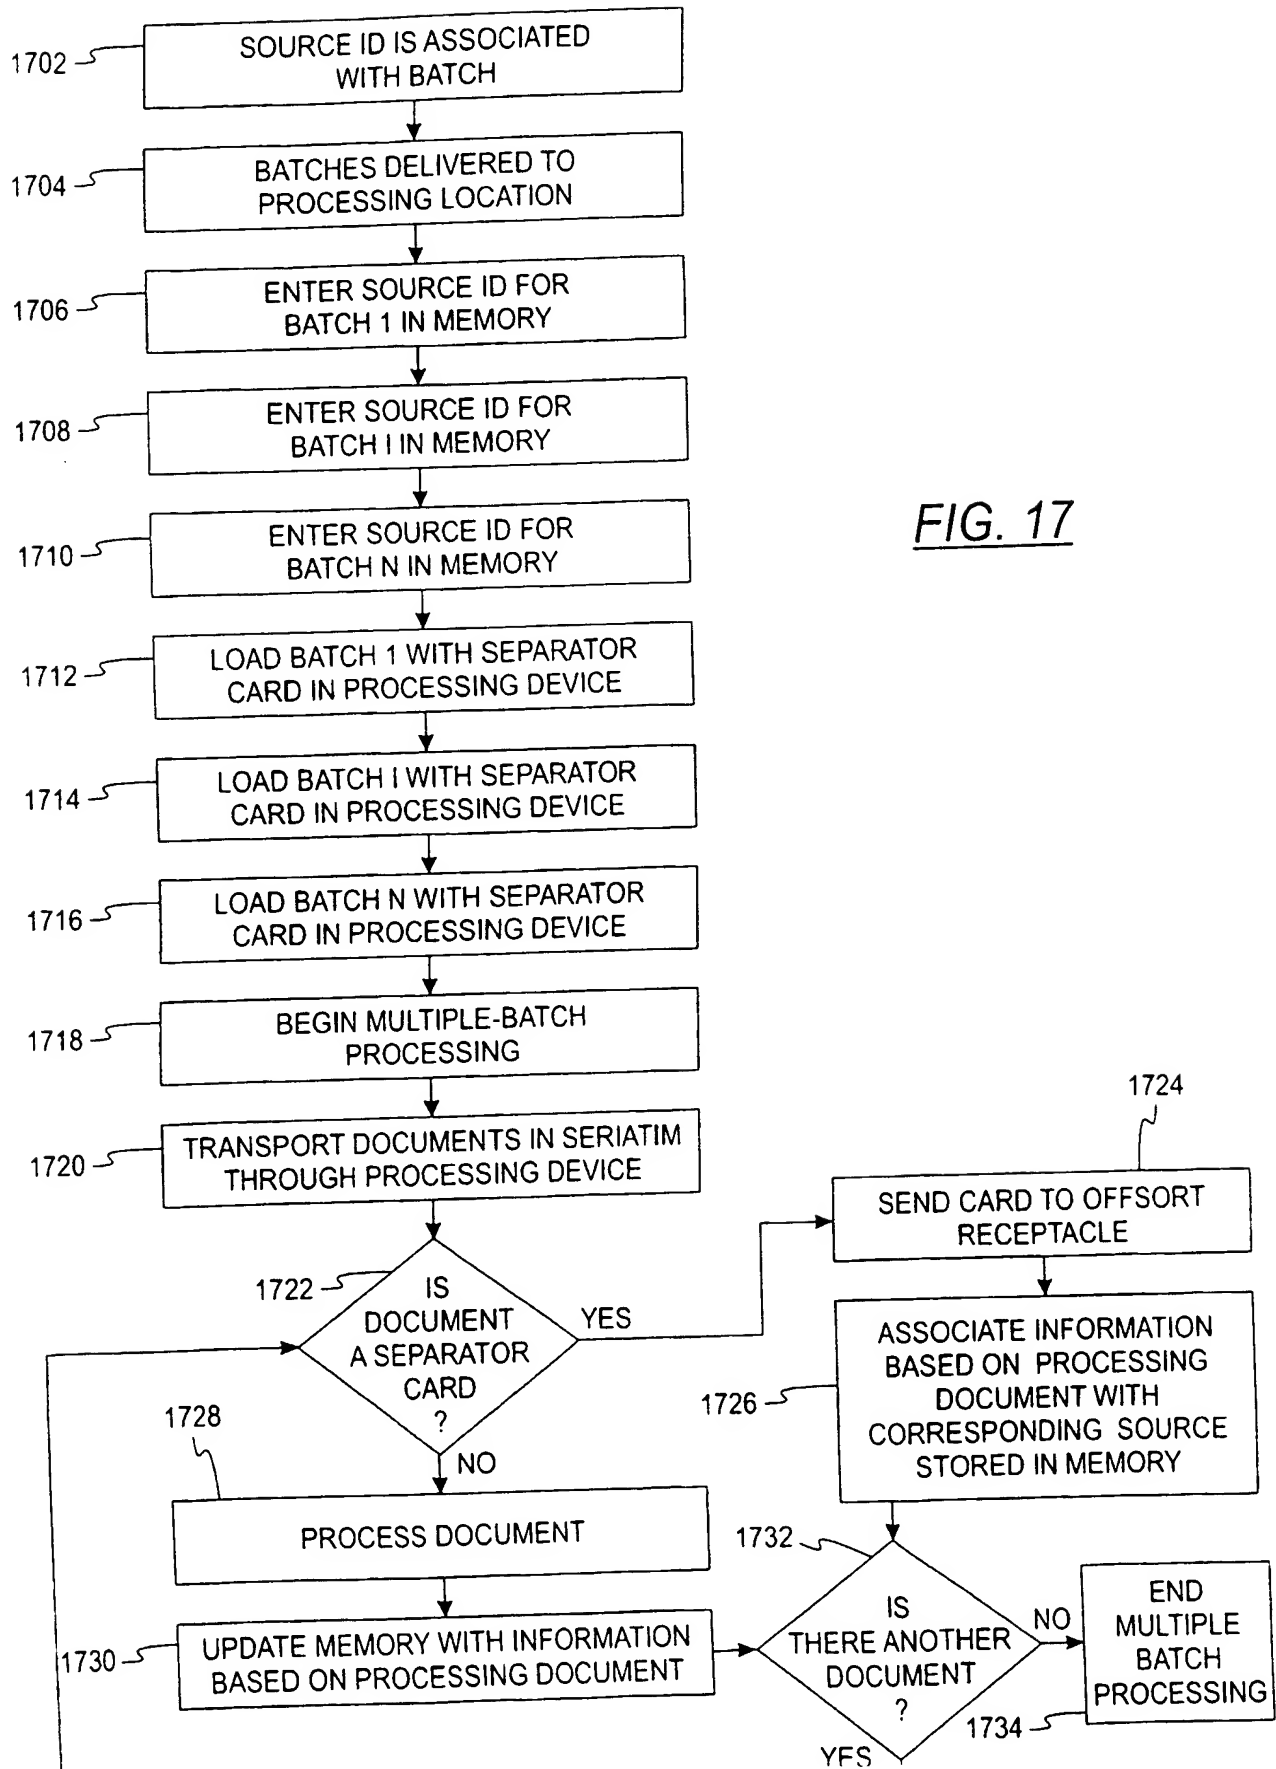 1702
SOURCE ID IS ASSOCIATED
WITH BATCH
1704
BATCHES DELIVERED TO
PROCESSING LOCATION
1706
ENTER SOURCE ID FOR
BATCH 1 IN MEMORY
1708
ENTER SOURCE ID FOR
BATCH I IN MEMORY
1710
ENTER SOURCE ID FOR
BATCH N IN MEMORY
FIG. 17
1712
LOAD BATCH 1 WITH SEPARATOR
CARD IN PROCESSING DEVICE
1714
LOAD BATCH I WITH SEPARATOR
CARD IN PROCESSING DEVICE
1716
LOAD BATCH N WITH SEPARATOR
CARD IN PROCESSING DEVICE
1718
BEGIN MULTIPLE-BATCH
PROCESSING
1720
TRANSPORT DOCUMENTS IN SERIATIM
THROUGH PROCESSING DEVICE
1722
IS
DOCUMENT
A SEPARATOR
CARD
?
YES
NO
1724
SEND CARD TO OFFSORT
RECEPTACLE
1726
ASSOCIATE INFORMATION
BASED ON PROCESSING
DOCUMENT WITH
CORRESPONDING SOURCE
STORED IN MEMORY
1728
PROCESS DOCUMENT
1730
UPDATE MEMORY WITH INFORMATION
BASED ON PROCESSING DOCUMENT
1732
IS
THERE ANOTHER
DOCUMENT
?
NO
YES
1734
END
MULTIPLE
BATCH
PROCESSING